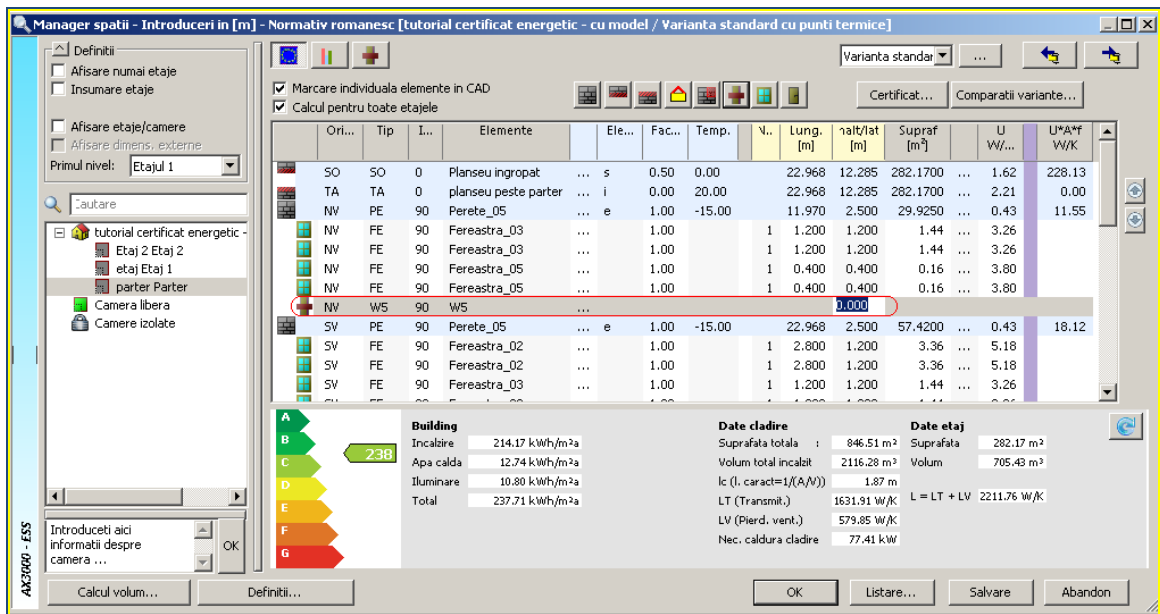 Manager spatii - Introduceri in [m] - Normativ romanesc [tutorial certificat energetic - cu model / Varianta standard cu punti termice]
Definitii
Afisare numai etaje
Insumare etaje
Afisare etaje/camere
Afisare dimens, externe
Primul nivel: Etajul 1
tutorial certificat energetic -
Etaj 2 Etaj 2
etaj Etaj 1
parter Parter
Camera libera
Camere izolate
Introduceti aici
informatii despre
camera ...
OK
AX3000 - ESS
Marcare individuala elemente in CAD
Calcul pentru toate etajele
Varianta standar ...
Certificat... Comparatii variante...
Ori... Tip I... Elemente Ele... Fac... Temp. Lung. [m] nalt/lat [m] Supraf [m²] U W/... U*A*f W/K
SO SO 0 Planseu ingropat ... s 0.50 0.00 22.968 12.285 282.1700 ... 1.62 228.13
TA TA 0 planseu peste parter ... i 0.00 20.00 22.968 12.285 282.1700 ... 2.21 0.00
NV PE 90 Perete_05 ... e 1.00 -15.00 11.970 2.500 29.9250 ... 0.43 11.55
NV FE 90 Fereastra_03 ... 1.00 1 1.200 1.200 1.44 ... 3.26
NV FE 90 Fereastra_03 ... 1.00 1 1.200 1.200 1.44 ... 3.26
NV FE 90 Fereastra_05 ... 1.00 1 0.400 0.400 0.16 ... 3.80
NV FE 90 Fereastra_05 ... 1.00 1 0.400 0.400 0.16 ... 3.80
NV W5 90 W5 ... 0.000
SV PE 90 Perete_05 ... e 1.00 -15.00 22.968 2.500 57.4200 ... 0.43 18.12
SV FE 90 Fereastra_02 ... 1.00 1 2.800 1.200 3.36 ... 5.18
SV FE 90 Fereastra_02 ... 1.00 1 2.800 1.200 3.36 ... 5.18
SV FE 90 Fereastra_03 ... 1.00 1 1.200 1.200 1.44 ... 3.26
A
B
C
D
E
F
G
238
Building
Incalzire 214.17 kWh/m²a
Apa calda 12.74 kWh/m²a
Iluminare 10.80 kWh/m²a
Total 237.71 kWh/m²a
Date cladire
Suprafata totala : 846.51 m²
Volum total incalzit 2116.28 m³
lc (l. caract=1/(A/V)) 1.87 m
LT (Transmit.) 1631.91 W/K
LV (Pierd. vent.) 579.85 W/K
Nec. caldura cladire 77.41 kW
Date etaj
Suprafata 282.17 m²
Volum 705.43 m³
L = LT + LV 2211.76 W/K
Calcul volum... Definitii... OK Listare... Salvare Abandon